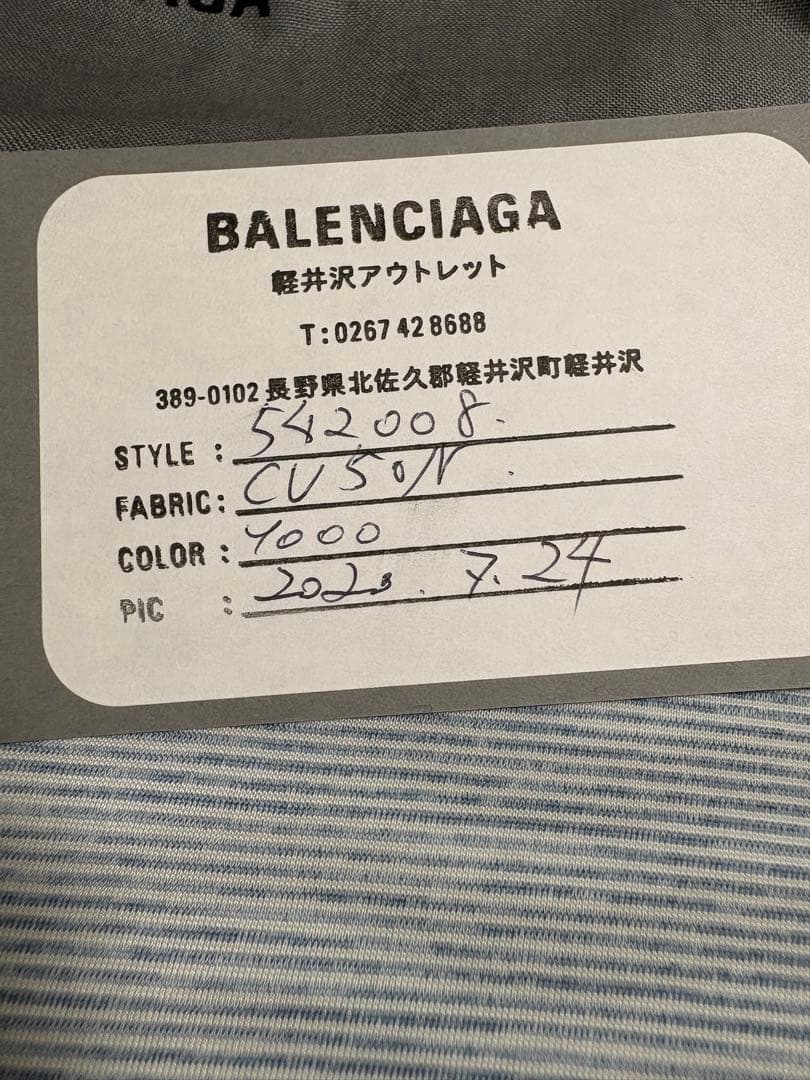 BALENCIAGA
軽井沢アウトレット
T:0267 42 8688
389-0102 長野県北佐久郡軽井沢町軽井沢
STYLE : 542008.
FABRIC: CU50N
COLOR : 4000
PIC : 2023.7.24